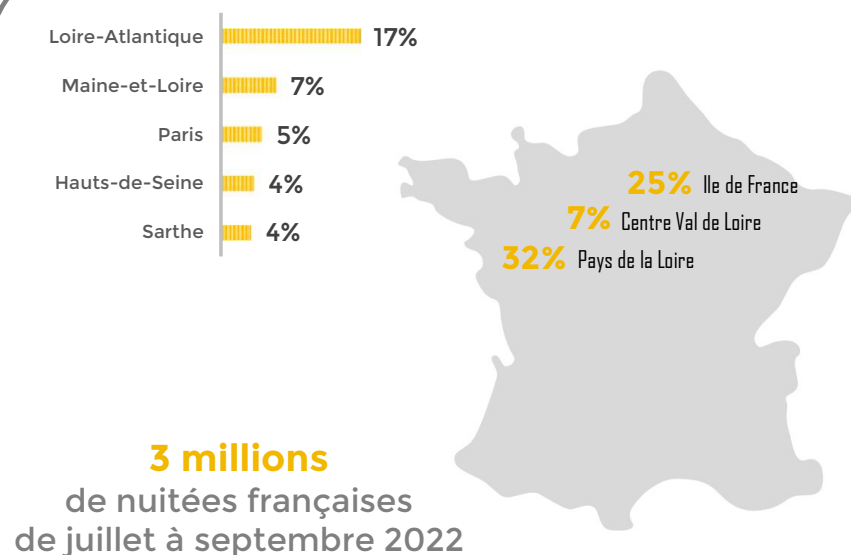 Loire-Atlantique 17%
Maine-et-Loire 7%
Paris 5%
Hauts-de-Seine 4%
Sarthe 4%
25% Ile de France
7% Centre Val de Loire
32% Pays de la Loire
3 millions
de nuitées françaises
de juillet à septembre 2022